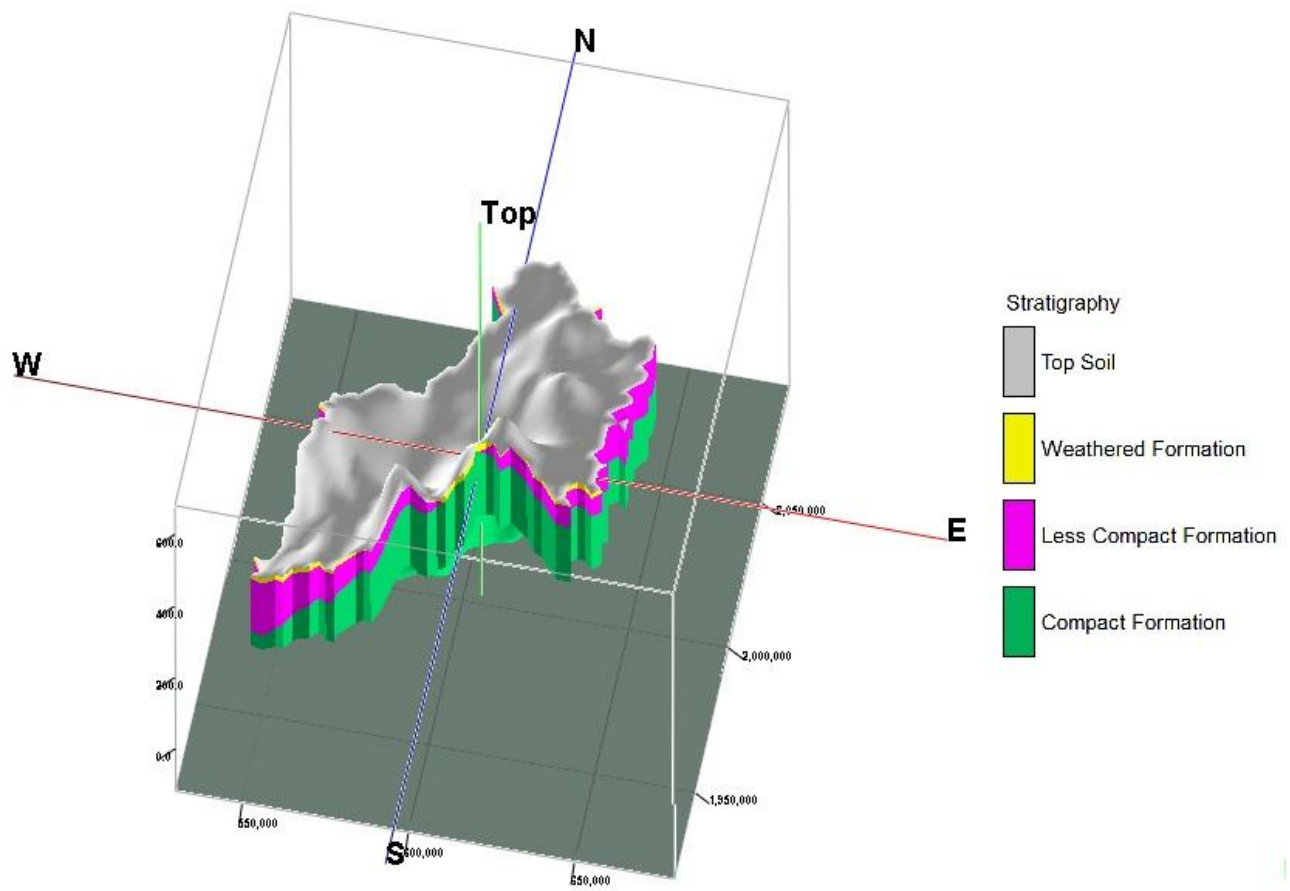 N
Top
W
E
S
600.0
400.0
200.0
0.0
550,000
600,000
650,000
2,050,000
2,000,000
1,950,000
Stratigraphy
Top Soil
Weathered Formation
Less Compact Formation
Compact Formation